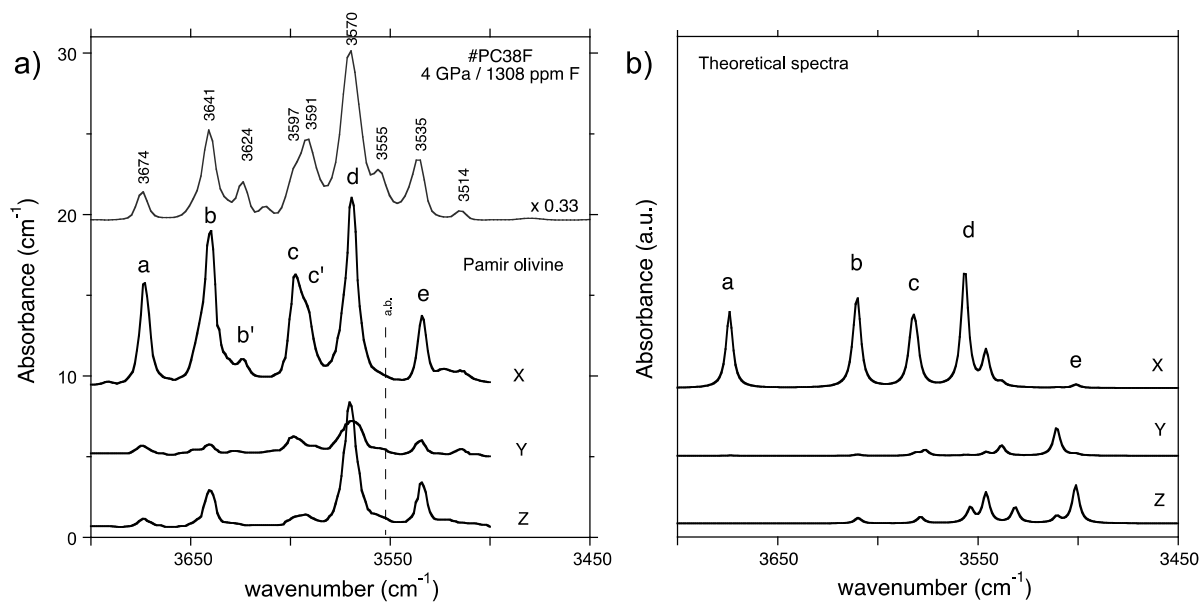 a)
#PC38F
4 GPa / 1308 ppm F
3674
3641
3624
3597
3591
3570
3555
3535
3514
x 0.33
Pamir olivine
a
b
b'
c
c'
d
a.b.
e
X
Y
Z
30
20
10
0
Absorbance (cm-1)
3650
3550
3450
wavenumber (cm-1)
b)
Theoretical spectra
a
b
c
d
e
X
Y
Z
Absorbance (a.u.)
3650
3550
3450
wavenumber (cm-1)